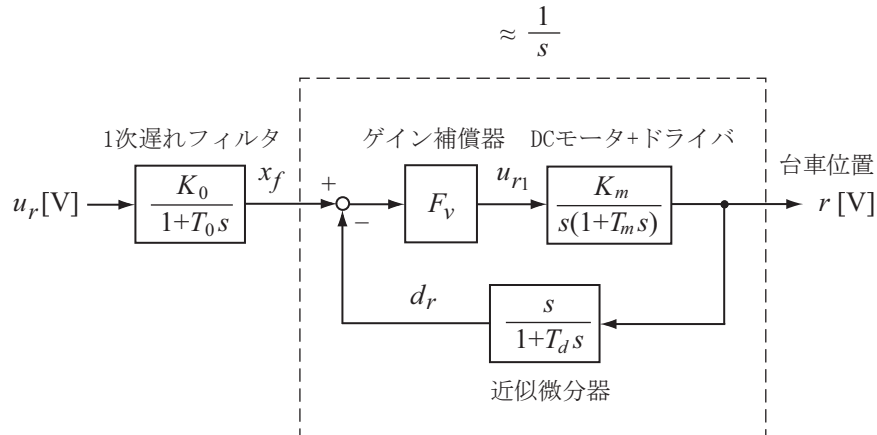 ≈ 1/s
1次遅れフィルタ
ゲイン補償器
DCモータ+ドライバ
台車位置
u_r[V]
K_0
1+T_0 s
x_f
+
−
F_v
u_{r1}
K_m
s(1+T_m s)
r [V]
d_r
s
1+T_d s
近似微分器